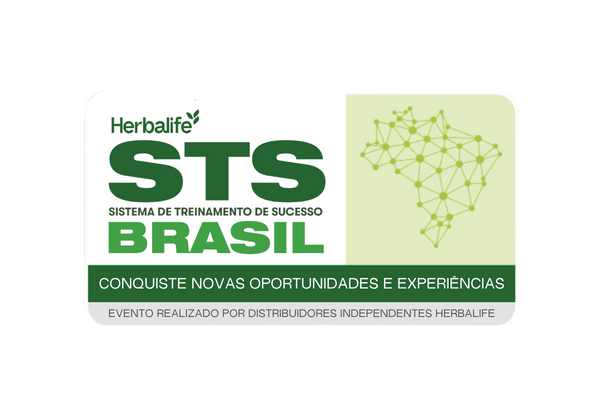 Herbalife
STS
SISTEMA DE TREINAMENTO DE SUCESSO
BRASIL
CONQUISTE NOVAS OPORTUNIDADES E EXPERIÊNCIAS
EVENTO REALIZADO POR DISTRIBUIDORES INDEPENDENTES HERBALIFE